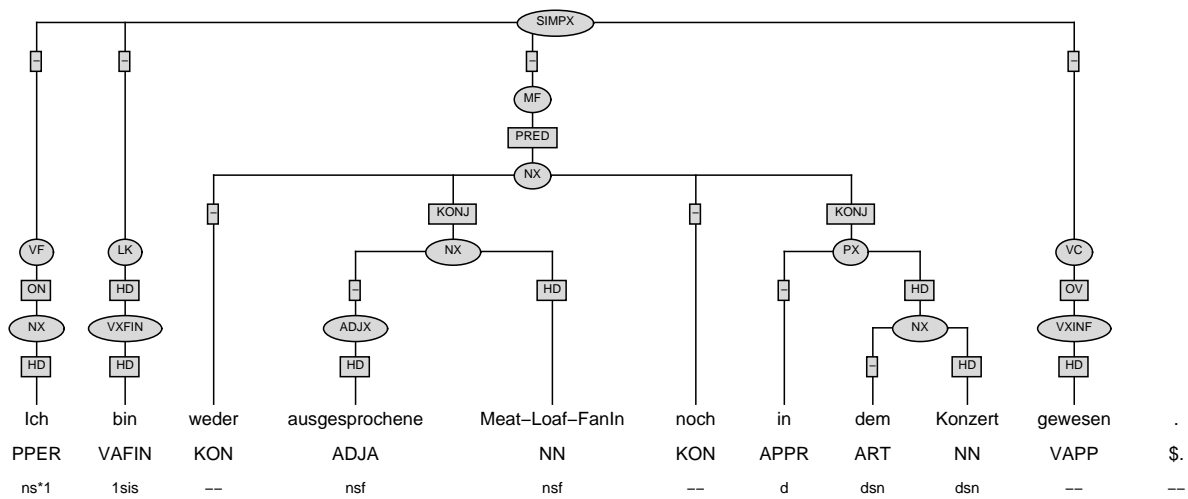 SIMPX
– – – –
MF
PRED
NX
– KONJ – KONJ
VF LK NX PX VC
ON HD – HD – HD OV
NX VXFIN ADJX NX VXINF
HD HD HD – HD HD
Ich bin weder ausgesprochene Meat–Loaf–FanIn noch in dem Konzert gewesen .
PPER VAFIN KON ADJA NN KON APPR ART NN VAPP $.
ns*1 1sis –– nsf nsf –– d dsn dsn –– ––